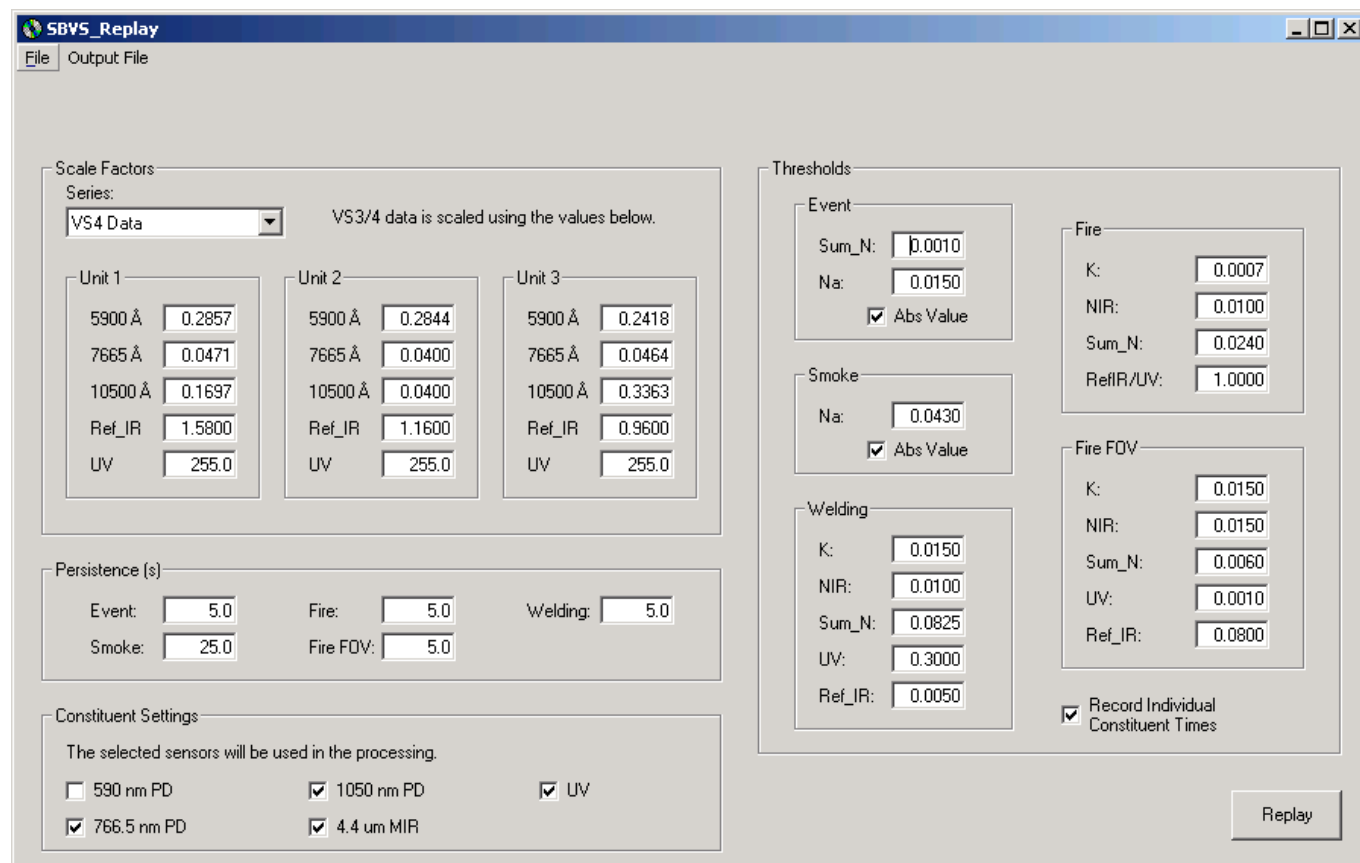 SBVS_Replay
File Output File
Scale Factors
Series:
VS4 Data
VS3/4 data is scaled using the values below.
Unit 1
5900 Å 0.2857
7665 Å 0.0471
10500 Å 0.1697
Ref_IR 1.5800
UV 255.0
Unit 2
5900 Å 0.2844
7665 Å 0.0400
10500 Å 0.0400
Ref_IR 1.1600
UV 255.0
Unit 3
5900 Å 0.2418
7665 Å 0.0464
10500 Å 0.3363
Ref_IR 0.9600
UV 255.0
Persistence (s)
Event: 5.0 Fire: 5.0 Welding: 5.0
Smoke: 25.0 Fire FOV: 5.0
Constituent Settings
The selected sensors will be used in the processing.
590 nm PD 1050 nm PD UV
766.5 nm PD 4.4 um MIR
Thresholds
Event
Sum_N: 0.0010
Na: 0.0150
Abs Value
Smoke
Na: 0.0430
Abs Value
Welding
K: 0.0150
NIR: 0.0100
Sum_N: 0.0825
UV: 0.3000
Ref_IR: 0.0050
Fire
K: 0.0007
NIR: 0.0100
Sum_N: 0.0240
RefIR/UV: 1.0000
Fire FOV
K: 0.0150
NIR: 0.0150
Sum_N: 0.0060
UV: 0.0010
Ref_IR: 0.0800
Record Individual
Constituent Times
Replay